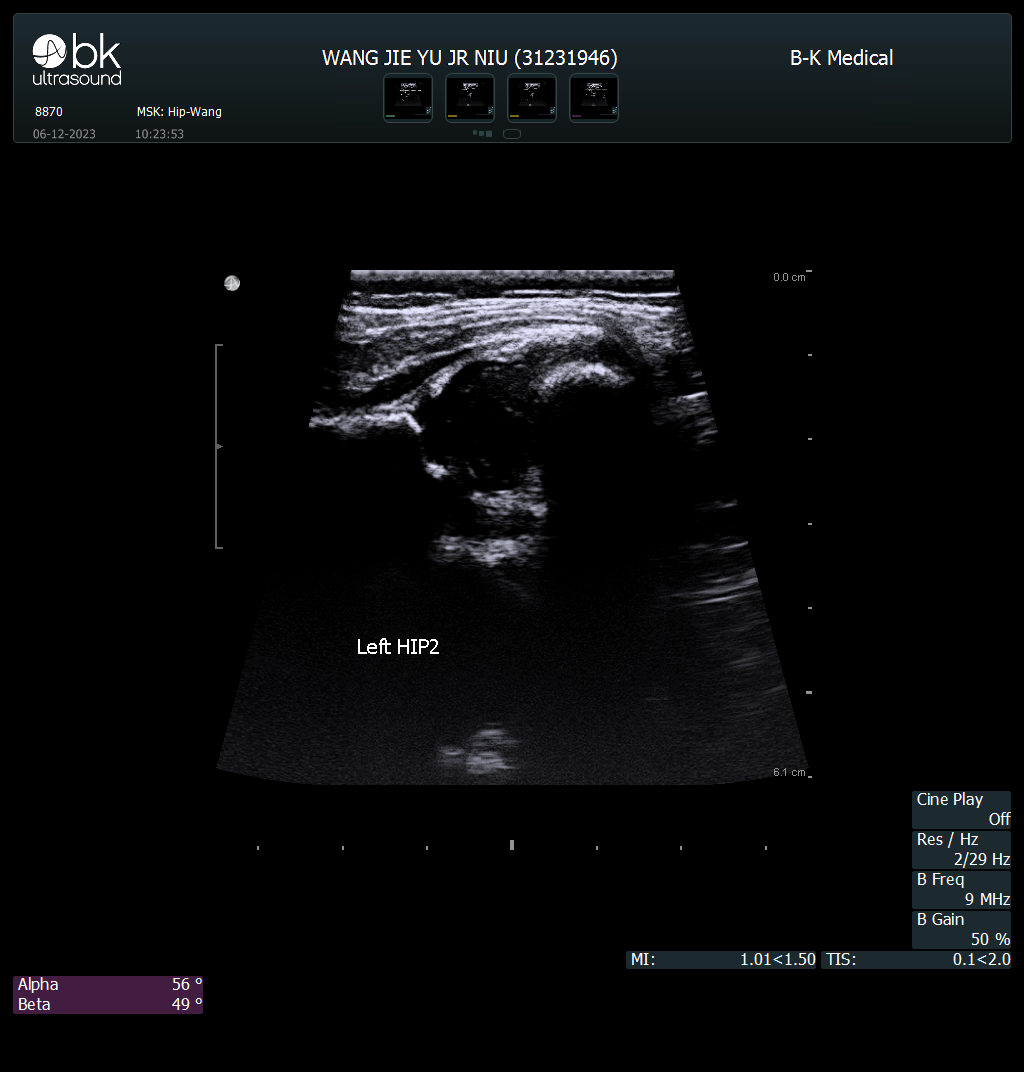 bk
ultrasound
WANG JIE YU JR NIU (31231946)
B-K Medical
8870
MSK: Hip-Wang
06-12-2023
10:23:53
0.0 cm
Left HIP2
6.1 cm
Cine Play
Off
Res / Hz
2/29 Hz
B Freq
9 MHz
B Gain
50 %
MI: 1.01<1.50
TIS: 0.1<2.0
Alpha 56 °
Beta 49 °